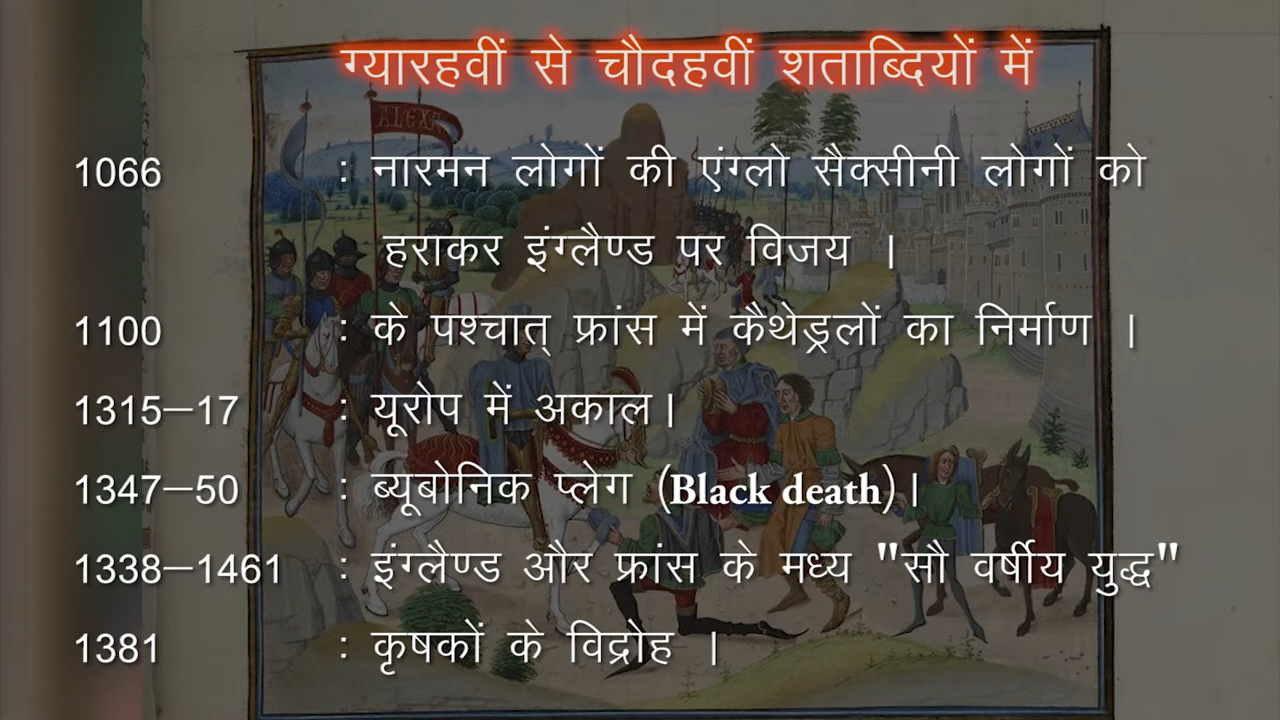 ग्यारहवीं से चौदहवीं शताब्दियों में
ALEXA
1066 : नारमन लोगों की एंग्लो सैक्सीनी लोगों को
हराकर इंग्लैण्ड पर विजय ।
1100 : के पश्चात् फ्रांस में कैथेड्रलों का निर्माण ।
1315–17 : यूरोप में अकाल।
1347–50 : ब्यूबोनिक प्लेग (Black death)।
1338–1461 : इंग्लैण्ड और फ्रांस के मध्य "सौ वर्षीय युद्ध"
1381 : कृषकों के विद्रोह ।